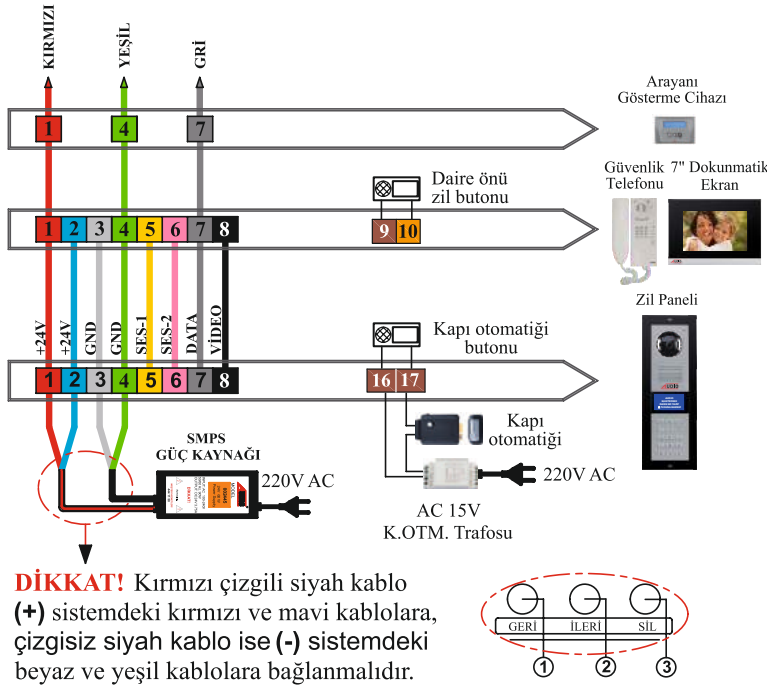 KIRMIZI
YEŞİL
GRİ
1
4
7
Arayanı
Gösterme Cihazı
Daire önü
zil butonu
Güvenlik
Telefonu
7" Dokunmatik
Ekran
1 2 3 4 5 6 7 8
9 10
Zil Paneli
+24V
+24V
GND
GND
SES-1
SES-2
DATA
VİDEO
Kapı otomatiği
butonu
1 2 3 4 5 6 7 8
16 17
SMPS
GÜÇ KAYNAĞI
220V AC
Kapı
otomatiği
220V AC
AC 15V
K.OTM. Trafosu
DİKKAT! Kırmızı çizgili siyah kablo
(+) sistemdeki kırmızı ve mavi kablolara,
çizgisiz siyah kablo ise (-) sistemdeki
beyaz ve yeşil kablolara bağlanmalıdır.
GERİ İLERİ SİL
1 2 3